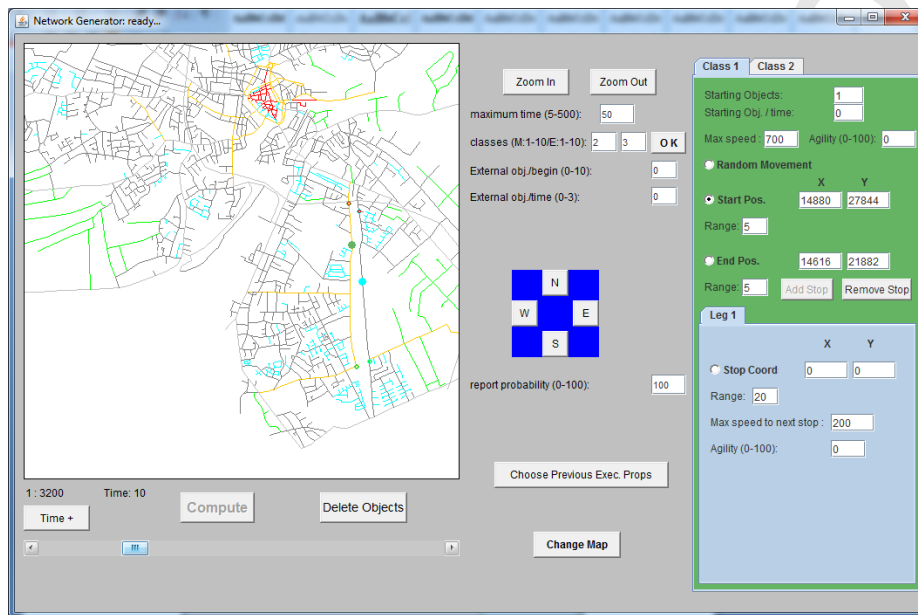 Network Generator: ready...
Zoom In
Zoom Out
maximum time (5-500): 50
classes (M:1-10/E:1-10): 2 3 O K
External obj./begin (0-10): 0
External obj./time (0-3): 0
N
W E
S
report probability (0-100): 100
Choose Previous Exec. Props
Change Map
1 : 3200 Time: 10
Time +
Compute
Delete Objects
Class 1 Class 2
Starting Objects: 1
Starting Obj. / time: 0
Max speed : 700 Agility (0-100): 0
Random Movement
X Y
Start Pos. 14880 27844
Range: 5
End Pos. 14616 21882
Range: 5 Add Stop Remove Stop
Leg 1
X Y
Stop Coord 0 0
Range: 20
Max speed to next stop : 200
Agility (0-100): 0